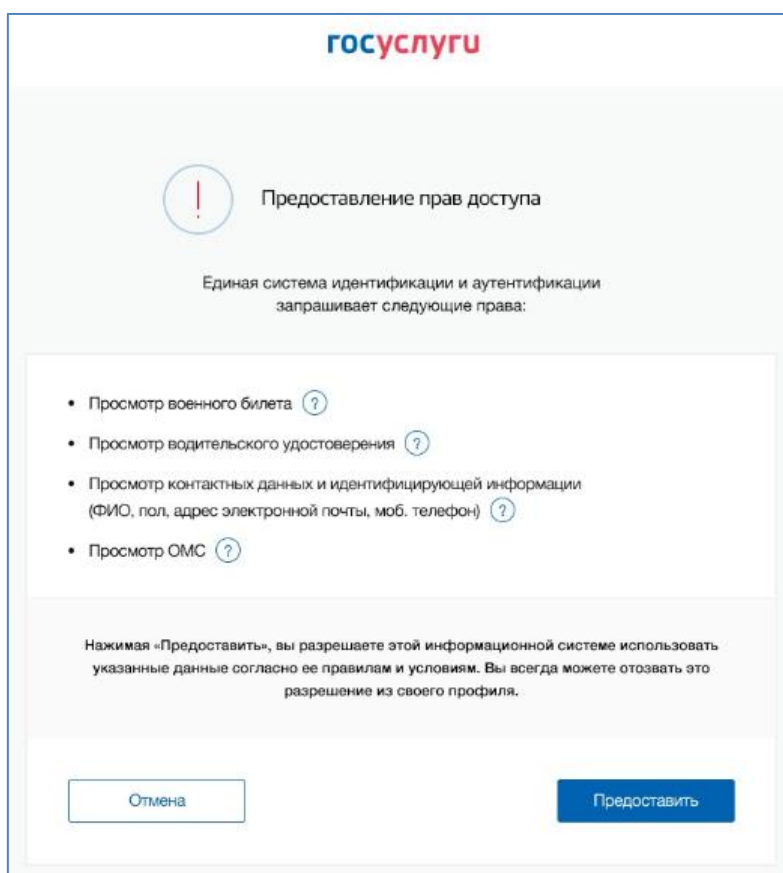 госуслуги
!
Предоставление прав доступа
Единая система идентификации и аутентификации
запрашивает следующие права:
• Просмотр военного билета ?
• Просмотр водительского удостоверения ?
• Просмотр контактных данных и идентифицирующей информации
(ФИО, пол, адрес электронной почты, моб. телефон) ?
• Просмотр ОМС ?
Нажимая «Предоставить», вы разрешаете этой информационной системе использовать
указанные данные согласно ее правилам и условиям. Вы всегда можете отозвать это
разрешение из своего профиля.
Отмена
Предоставить